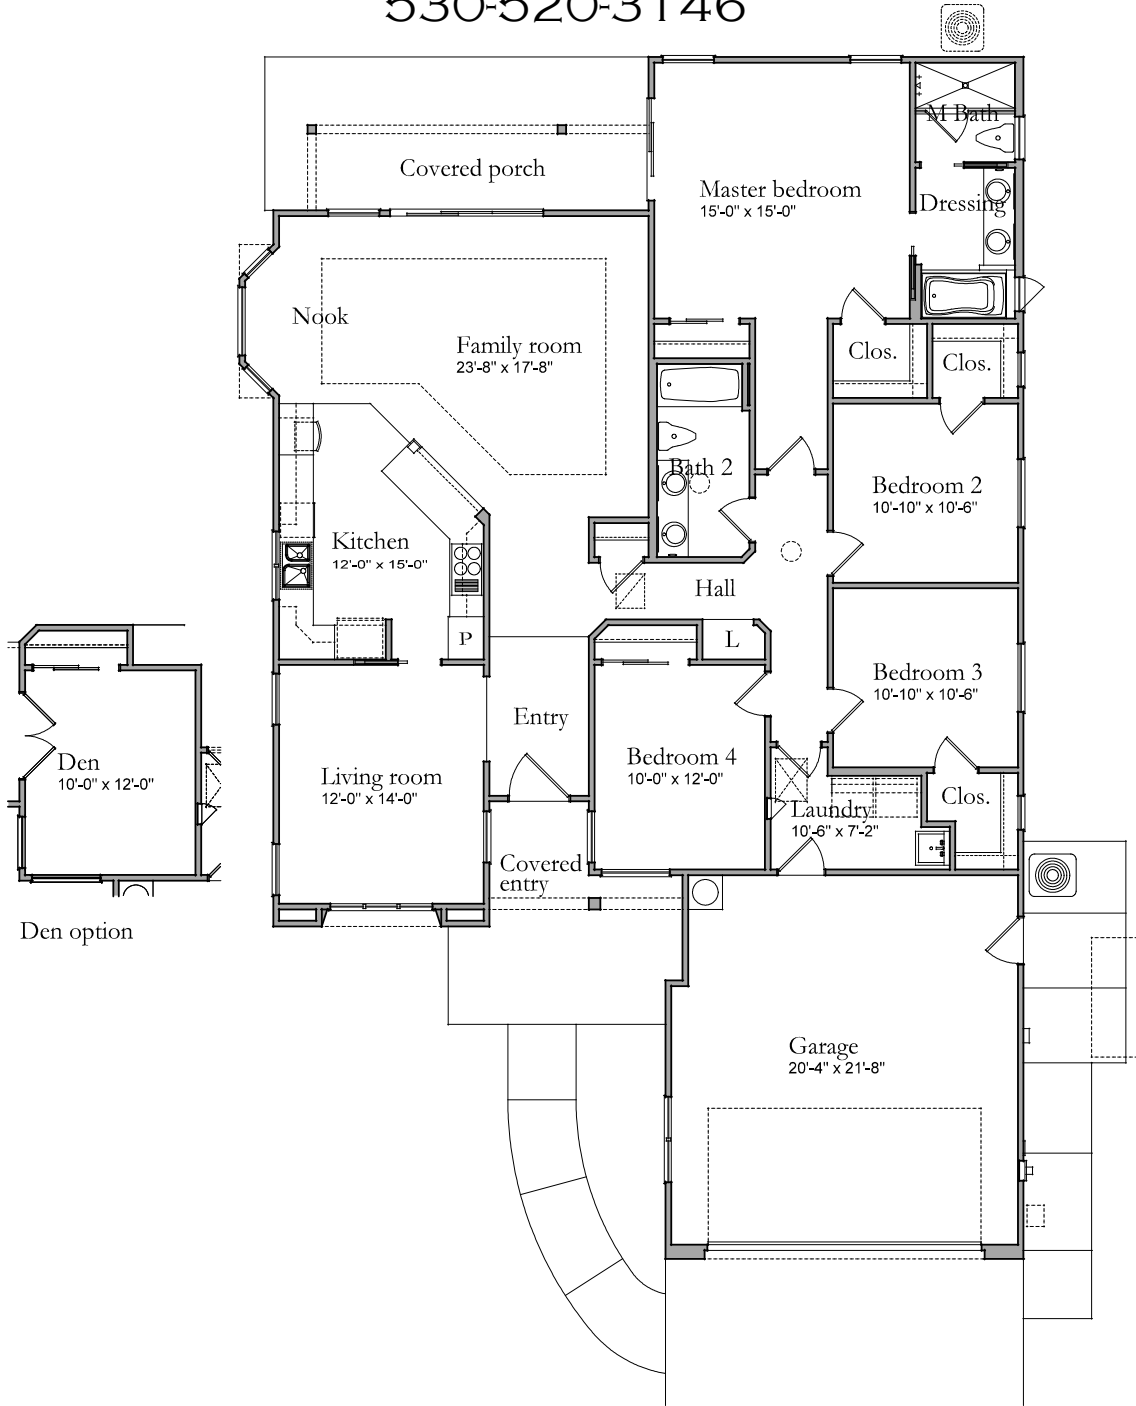 530-520-3146
M Bath
Covered porch
Master bedroom
15'-0" x 15'-0"
Dressing
Nook
Family room
23'-8" x 17'-8"
Clos.
Clos.
Bath 2
Bedroom 2
10'-10" x 10'-6"
Kitchen
12'-0" x 15'-0"
Hall
P
L
Bedroom 3
10'-10" x 10'-6"
Entry
Den
10'-0" x 12'-0"
Living room
12'-0" x 14'-0"
Bedroom 4
10'-0" x 12'-0"
Clos.
Laundry
10'-6" x 7'-2"
Covered
entry
Den option
Garage
20'-4" x 21'-8"